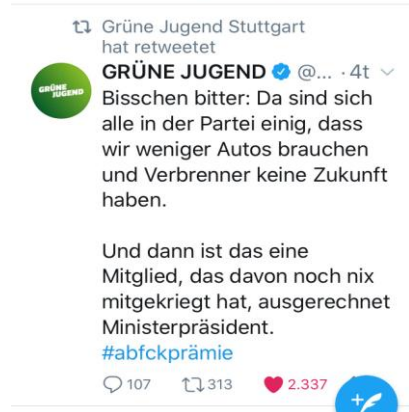 Grüne Jugend Stuttgart
hat retweetet
GRÜNE JUGEND @... · 4t
GRÜNE
JUGEND
Bisschen bitter: Da sind sich
alle in der Partei einig, dass
wir weniger Autos brauchen
und Verbrenner keine Zukunft
haben.
Und dann ist das eine
Mitglied, das davon noch nix
mitgekriegt hat, ausgerechnet
Ministerpräsident.
#abfckprämie
107 313 2.337